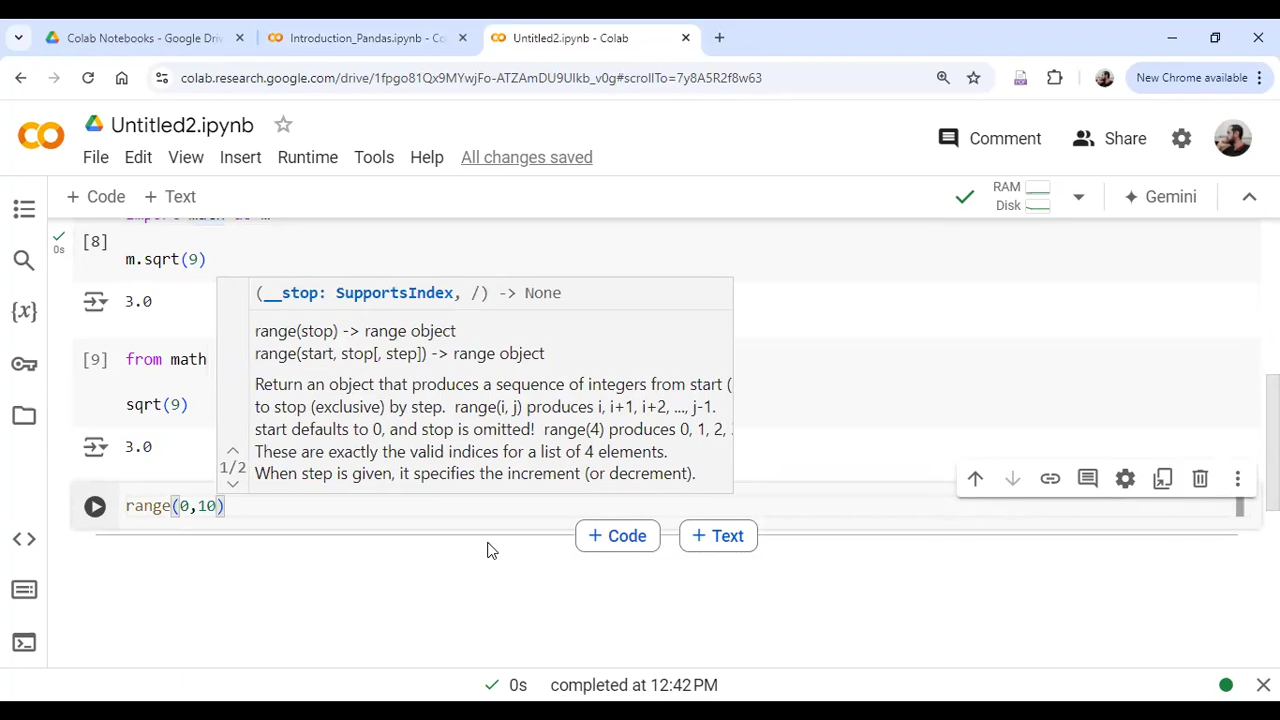 Colab Notebooks - Google Driv
Introduction_Pandas.ipynb - Co
Untitled2.ipynb - Colab
colab.research.google.com/drive/1fpgo81Qx9MYwjFo-ATZAmDU9UIkb_v0g#scrollTo=7y8A5R2f8w63
New Chrome available
Untitled2.ipynb
Comment
Share
File Edit View Insert Runtime Tools Help All changes saved
+ Code + Text
RAM
Disk
Gemini
[8]
0s
m.sqrt(9)
3.0
(__stop: SupportsIndex, /) -> None
range(stop) -> range object
range(start, stop[, step]) -> range object
Return an object that produces a sequence of integers from start (
to stop (exclusive) by step. range(i, j) produces i, i+1, i+2, ..., j-1.
start defaults to 0, and stop is omitted! range(4) produces 0, 1, 2,
These are exactly the valid indices for a list of 4 elements.
When step is given, it specifies the increment (or decrement).
1/2
[9] from math
sqrt(9)
3.0
range(0,10)
+ Code + Text
0s completed at 12:42 PM